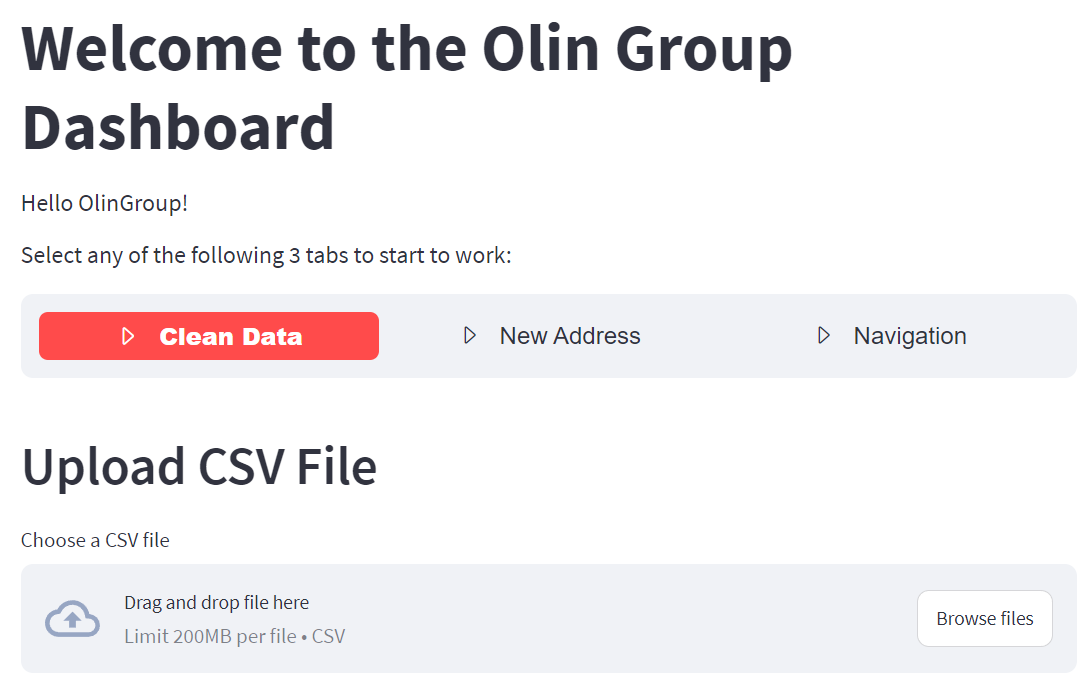 Welcome to the Olin Group
Dashboard
Hello OlinGroup!
Select any of the following 3 tabs to start to work:
Clean Data
New Address
Navigation
Upload CSV File
Choose a CSV file
Drag and drop file here
Limit 200MB per file • CSV
Browse files